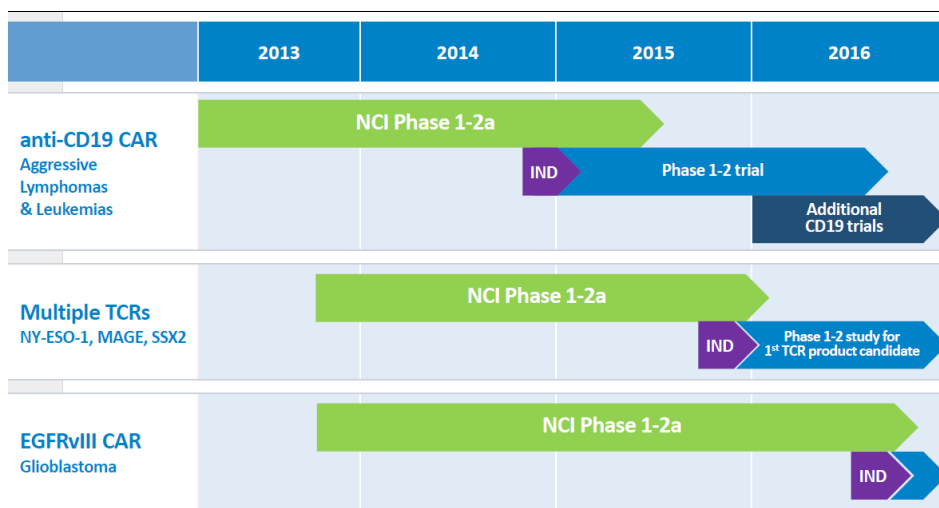 2013 2014 2015 2016
anti-CD19 CAR
Aggressive
Lymphomas
& Leukemias
NCI Phase 1-2a
IND
Phase 1-2 trial
Additional
CD19 trials
Multiple TCRs
NY-ESO-1, MAGE, SSX2
NCI Phase 1-2a
IND
Phase 1-2 study for
1st TCR product candidate
EGFRvIII CAR
Glioblastoma
NCI Phase 1-2a
IND